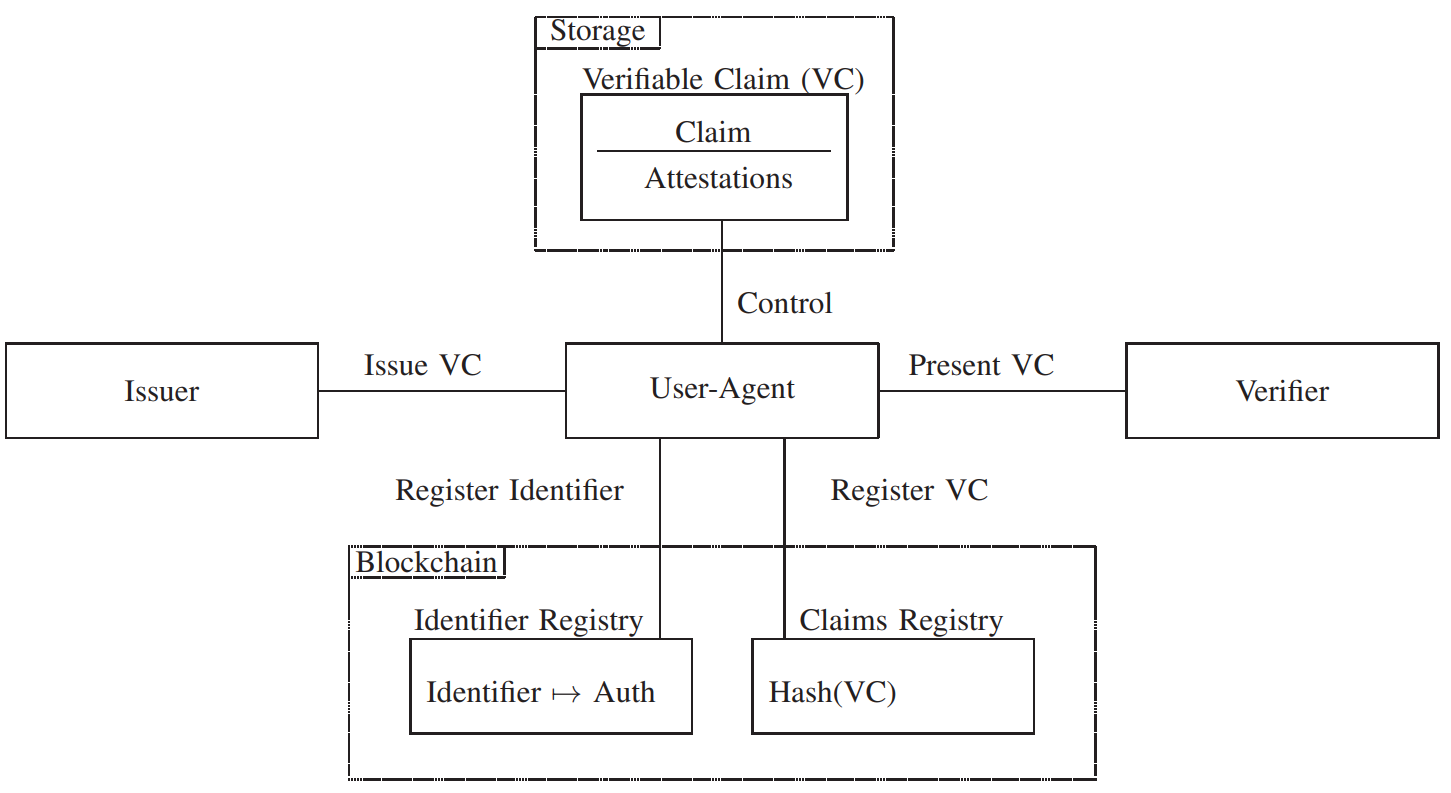 Storage
Verifiable Claim (VC)
Claim
Attestations
Control
Issuer
Issue VC
User-Agent
Present VC
Verifier
Register Identifier
Register VC
Blockchain
Identifier Registry
Claims Registry
Identifier ↦ Auth
Hash(VC)